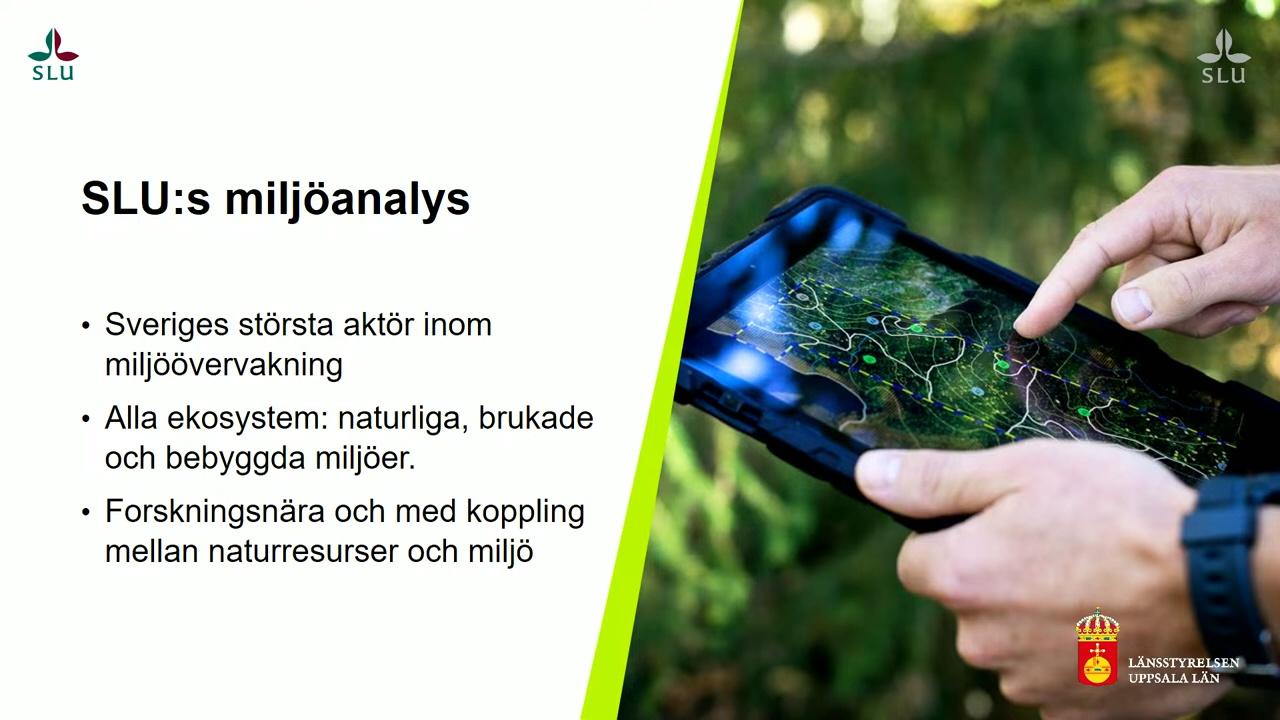 SLU
SLU
SLU:s miljöanalys
• Sveriges största aktör inom
miljöövervakning
• Alla ekosystem: naturliga, brukade
och bebyggda miljöer.
• Forskningsnära och med koppling
mellan naturresurser och miljö
LÄNSSTYRELSEN
UPPSALA LÄN